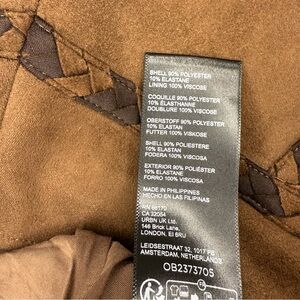 SHELL 90% POLYESTER
10% ELASTANE
LINING 100% VISCOSE
COQUILLE 90% POLYESTER
10% ÉLASTHANNE
DOUBLURE 100% VISCOSE
OBERSTOFF 90% POLYESTER
10% ELASTAN
FUTTER 100% VISKOSE
SHELL 90% POLIESTERE
10% ELASTAN
FODERA 100% VISCOSA
EXTERIOR 90% POLIÉSTER
10% ELASTANO
FORRO 100% VISCOSA
MADE IN PHILIPPINES
HECHO EN LAS FILIPINAS
RN 66170
CA 22054
URBN UK Ltd.
146 Brick Lane,
LONDON, E1 6RU
LEIDSESTRAAT 32, 1017 PB
AMSTERDAM, NETHERLANDS
OB2373705